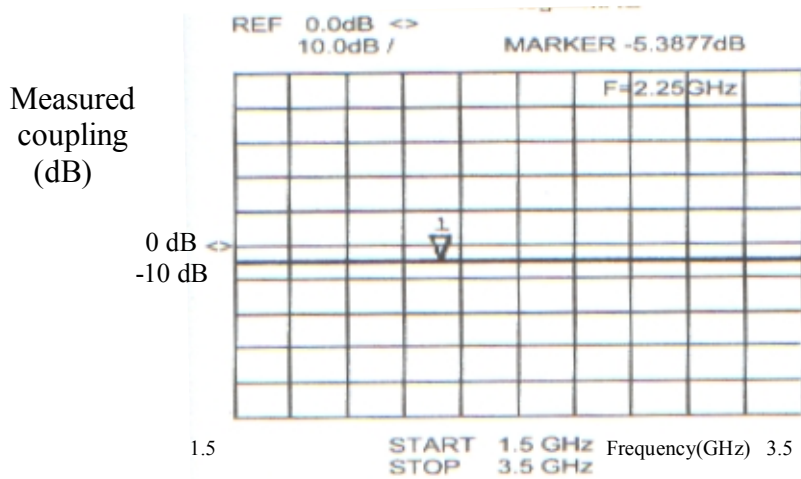 REF 0.0dB <>
10.0dB /
MARKER -5.3877dB
F=2.25GHz
Measured
coupling
(dB)
1
0 dB <>
-10 dB
1.5
START 1.5 GHz
Frequency(GHz)
3.5
STOP 3.5 GHz